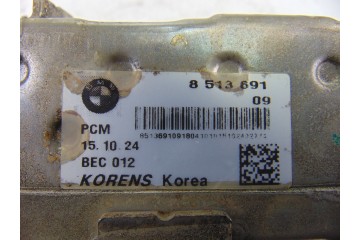 8 513 691
09
PCM
15.10.24
BEC 012
KORENS Korea